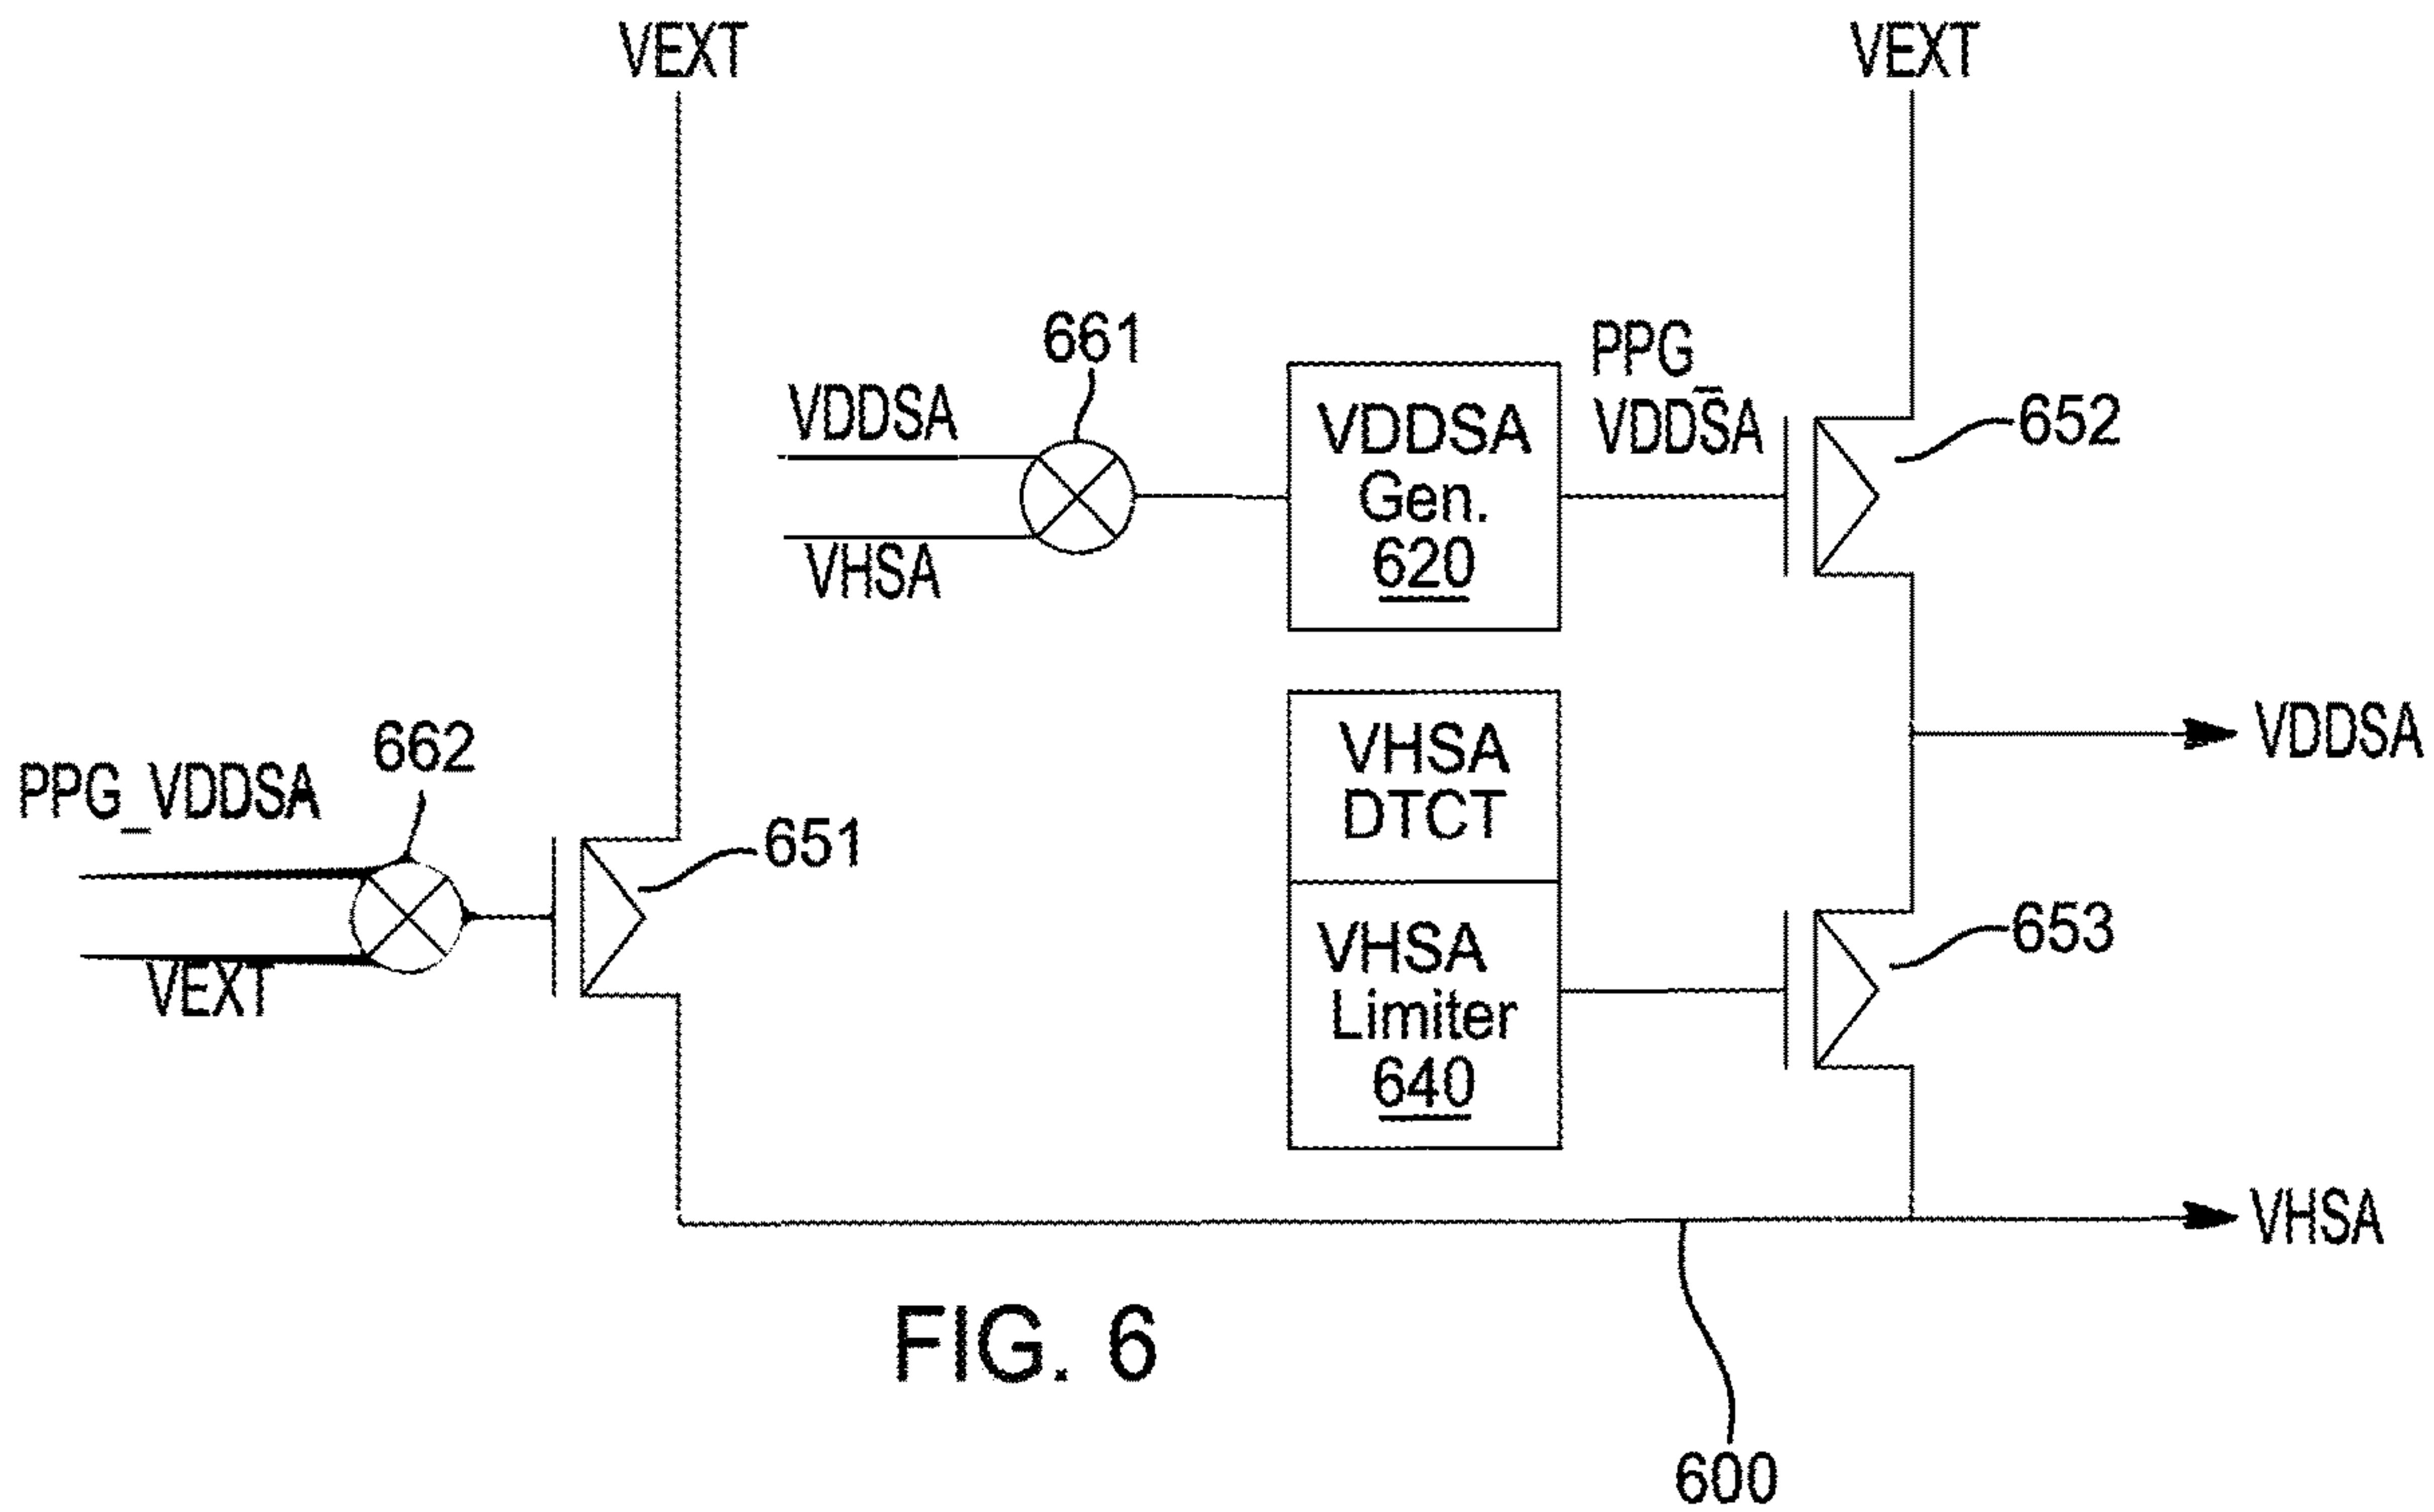 VEXT
VEXT
661
PPG_
VDDSA
VDDSA
VHSA
VDDSA
Gen.
620
652
662
PPG_VDDSA
VEXT
651
VHSA
DTCT
VHSA
Limiter
640
VDDSA
653
VHSA
FIG. 6
600